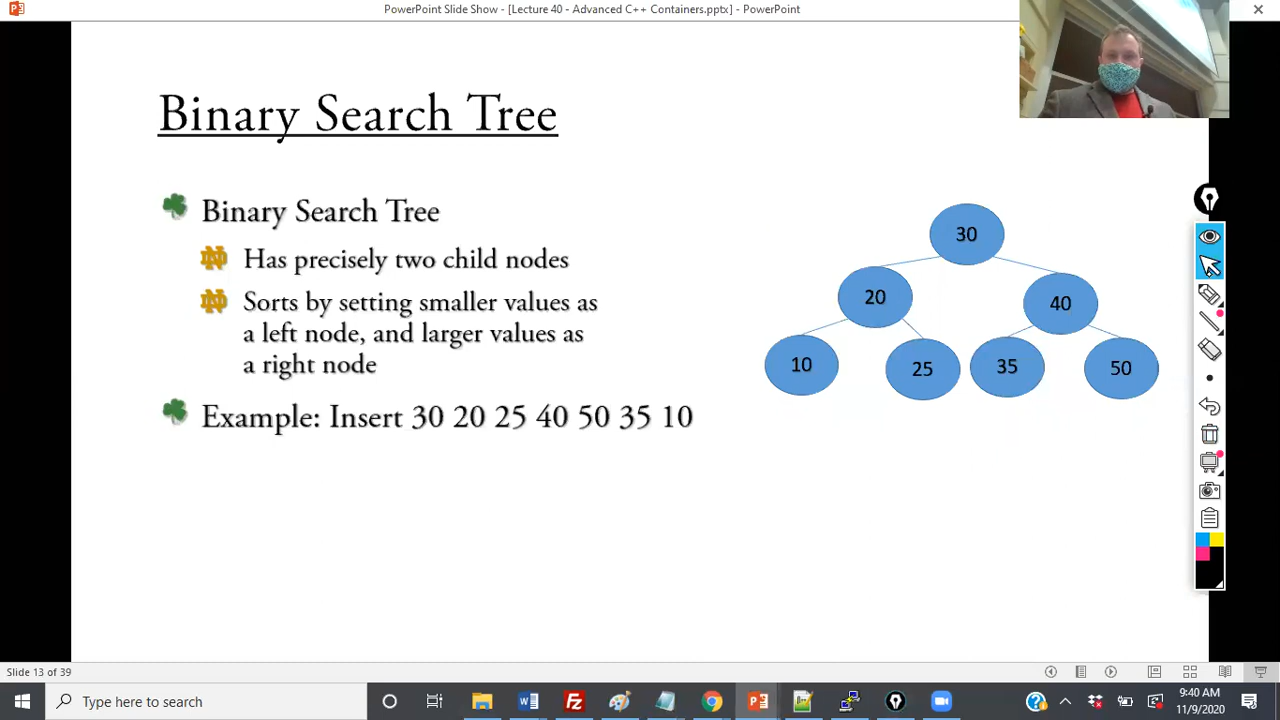 PowerPoint Slide Show - [Lecture 40 - Advanced C++ Containers.pptx] - PowerPoint
Binary Search Tree
Binary Search Tree
Has precisely two child nodes
Sorts by setting smaller values as
a left node, and larger values as
a right node
Example: Insert 30 20 25 40 50 35 10
30
20
40
10
25
35
50
Slide 13 of 39
Type here to search
9:40 AM
11/9/2020